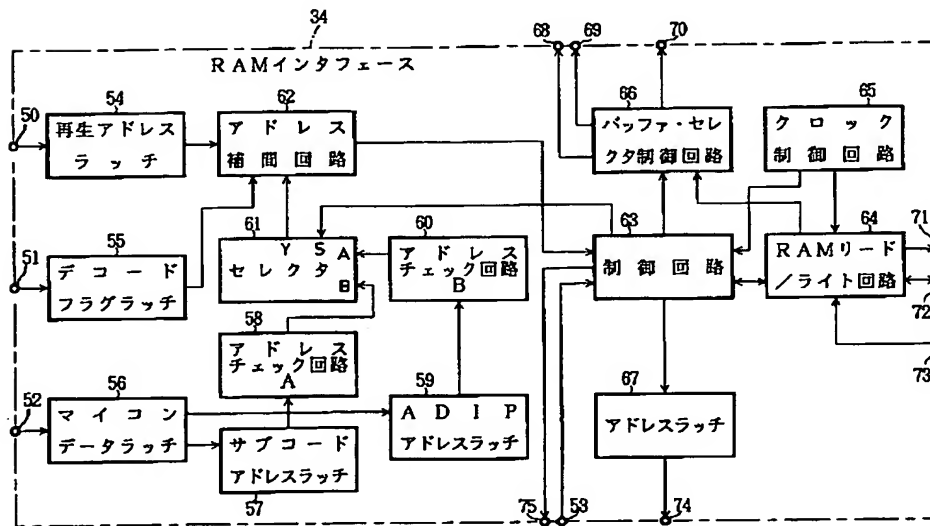 34
68
69
70
RAMインタフェース
54
62
66
65
50
再生アドレス
ラッチ
アドレス
補間回路
バッファ・セレ
クタ制御回路
クロック
制御回路
51
55
デコード
フラグラッチ
61
Y S A
セレクタ
B
60
アドレス
チェック回路
B
63
制御回路
64
RAMリード
/ライト回路
71
72
73
58
アドレス
チェック回路
A
52
56
マイコン
データラッチ
59
ADIP
アドレスラッチ
67
アドレスラッチ
サブコード
アドレスラッチ
57
75
53
74